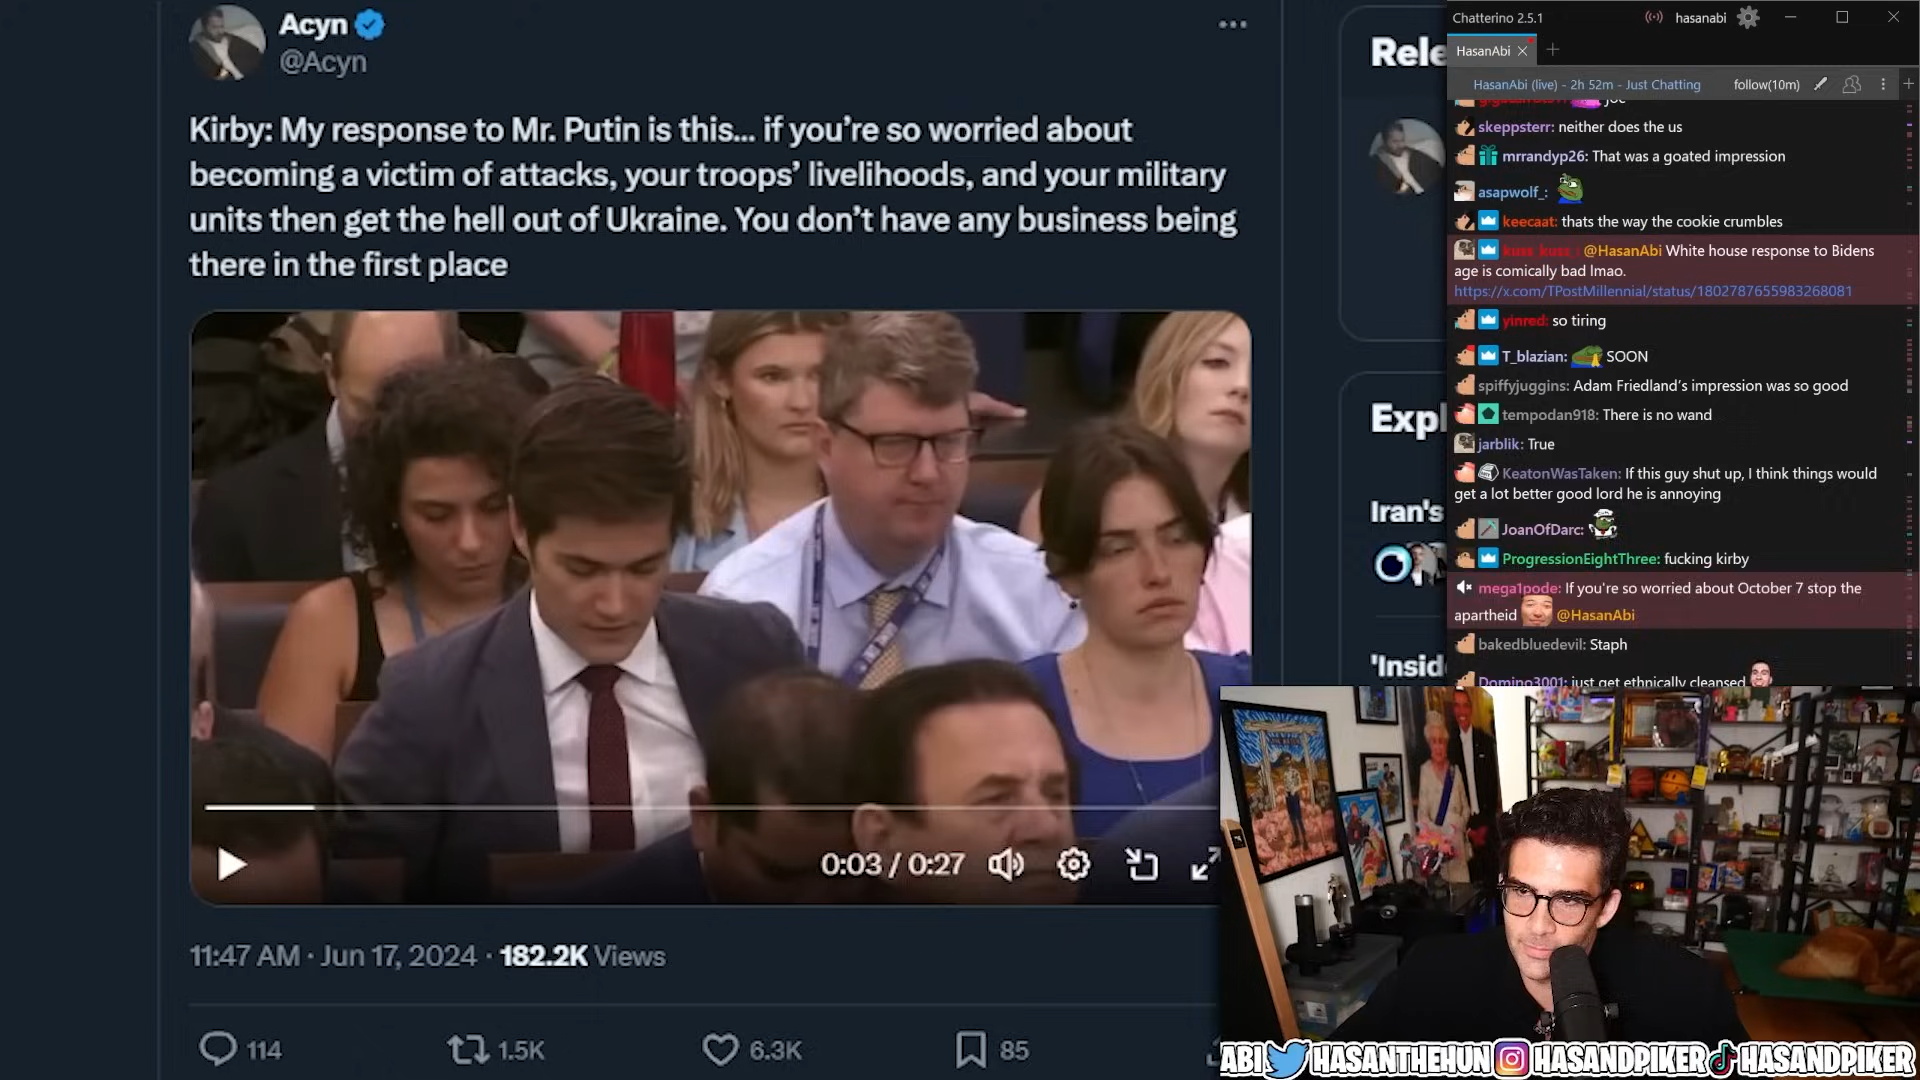 Acyn
@Acyn
Kirby: My response to Mr. Putin is this... if you're so worried about
becoming a victim of attacks, your troops' livelihoods, and your military
units then get the hell out of Ukraine. You don't have any business being
there in the first place
0:03 / 0:27
11:47 AM · Jun 17, 2024 · 182.2K Views
114
1.5K
6.3K
85
Rele
Expl
Iran's
'Insid
Chatterino 2.5.1
hasanabi
HasanAbi
HasanAbi (live) - 2h 52m - Just Chatting
follow(10m)
skeppsterr: neither does the us
mrrandyp26: That was a goated impression
asapwolf_:
keecaat: thats the way the cookie crumbles
kuss_kuss_: @HasanAbi White house response to Bidens
age is comically bad lmao.
https://x.com/TPostMillennial/status/1802787655983268081
yinred: so tiring
T_blazian: SOON
spiffyjuggins: Adam Friedland's impression was so good
tempodan918: There is no wand
jarblik: True
KeatonWasTaken: If this guy shut up, I think things would
get a lot better good lord he is annoying
JoanOfDarc:
ProgressionEightThree: fucking kirby
mega1pode: If you're so worried about October 7 stop the
apartheid @HasanAbi
bakedbluedevil: Staph
Domino3001: just get ethnically cleansed
ABI HASANTHEHUN HASANDPIKER HASANDPIKER